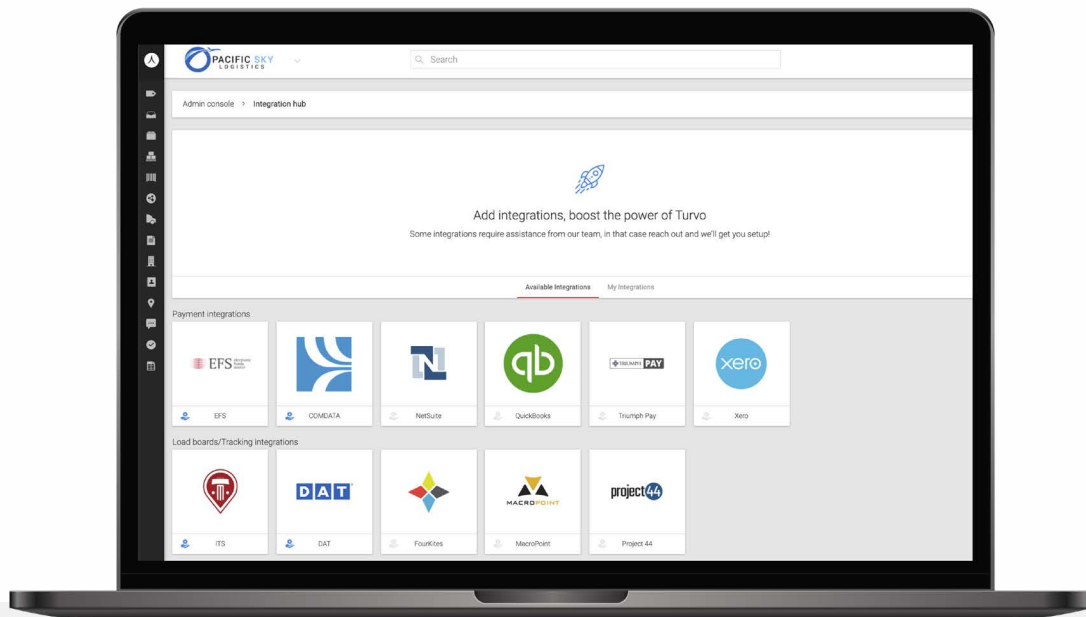 PACIFIC SKY
LOGISTICS
Search
Admin console > Integration hub
Add integrations, boost the power of Turvo
Some integrations require assistance from our team, in that case reach out and we'll get you setup!
Available Integrations My Integrations
Payment integrations
EFS
N
qb
PAY
xero
EFS COMDATA NetSuite QuickBooks Triumph Pay Xero
Load boards/Tracking integrations
DAT
MACROPOINT
project44
ITS DAT FourKites MacroPoint Project 44